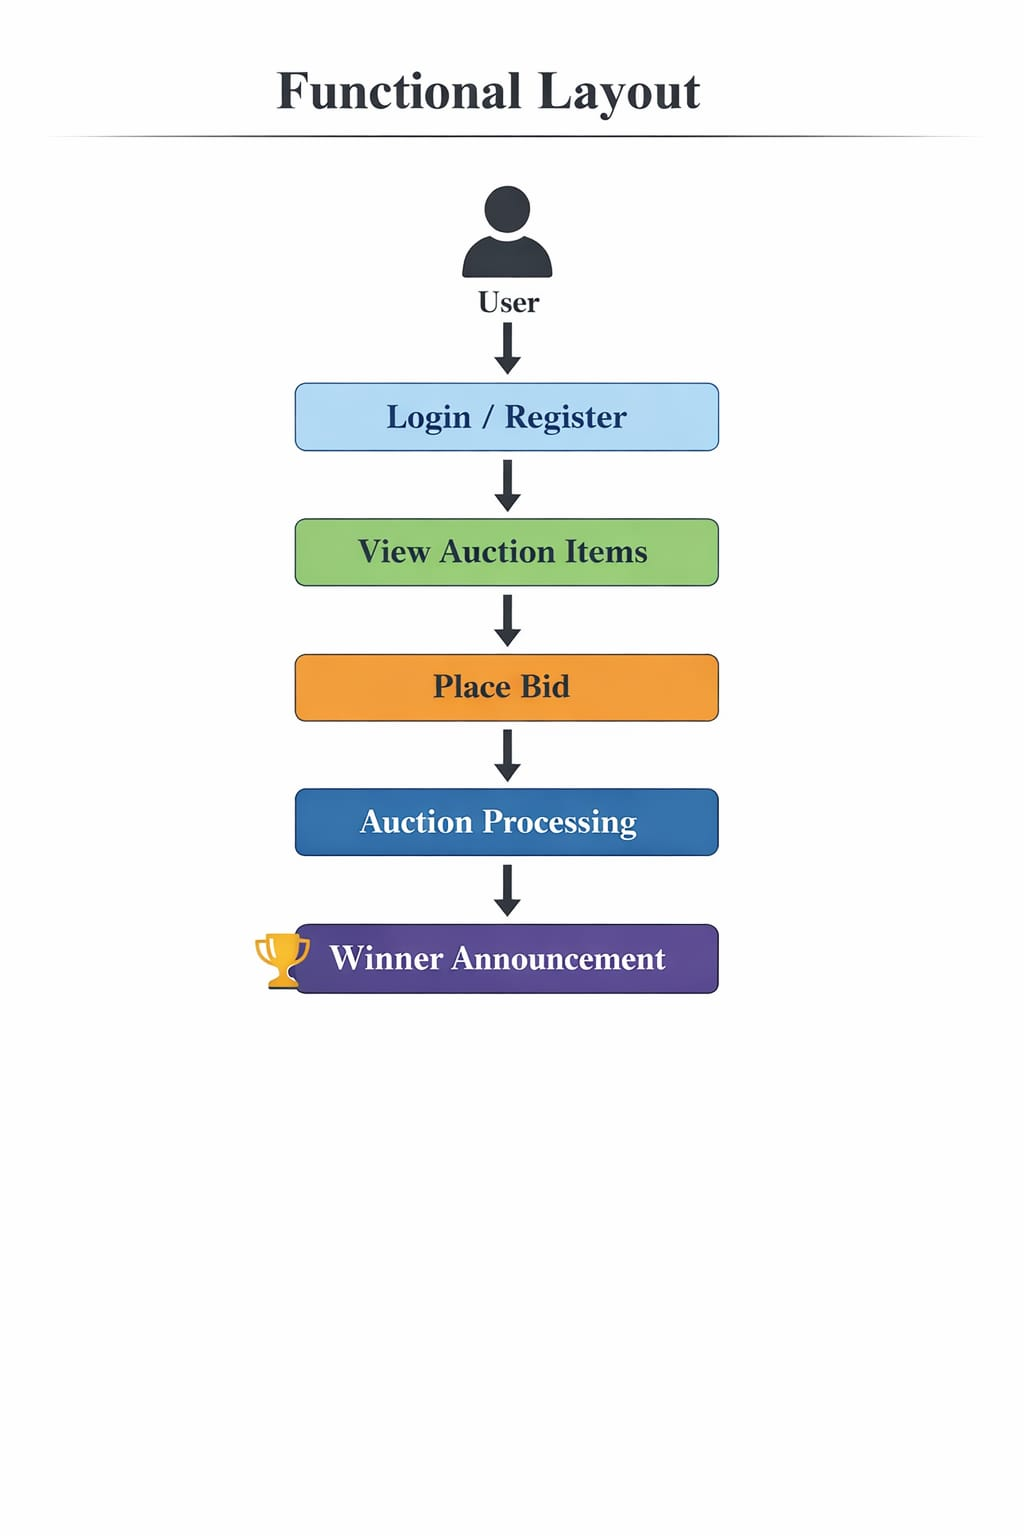 Functional Layout
User
Login / Register
View Auction Items
Place Bid
Auction Processing
Winner Announcement